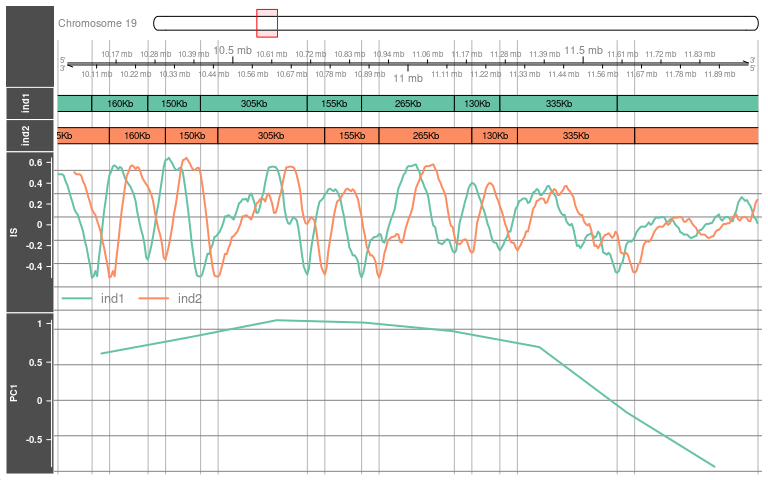 Chromosome 19
10.5 mb
11.5 mb
10.17 mb 10.28 mb 10.39 mb 10.61 mb 10.72 mb 10.83 mb 10.94 mb 11.06 mb 11.17 mb 11.28 mb 11.39 mb 11.61 mb 11.72 mb 11.83 mb
5'
3'
3'
5'
10.11 mb 10.22 mb 10.33 mb 10.44 mb 10.56 mb 10.67 mb 10.78 mb 10.89 mb 11.11 mb 11.22 mb 11.33 mb 11.44 mb 11.56 mb 11.67 mb 11.78 mb 11.89 mb
11 mb
ind1
160Kb 150Kb 305Kb 155Kb 265Kb 130Kb 335Kb
ind2
5Kb 160Kb 150Kb 305Kb 155Kb 265Kb 130Kb 335Kb
IS
0.6
0.4
0.2
0
-0.2
-0.4
ind1 ind2
PC1
1
0.5
0
-0.5